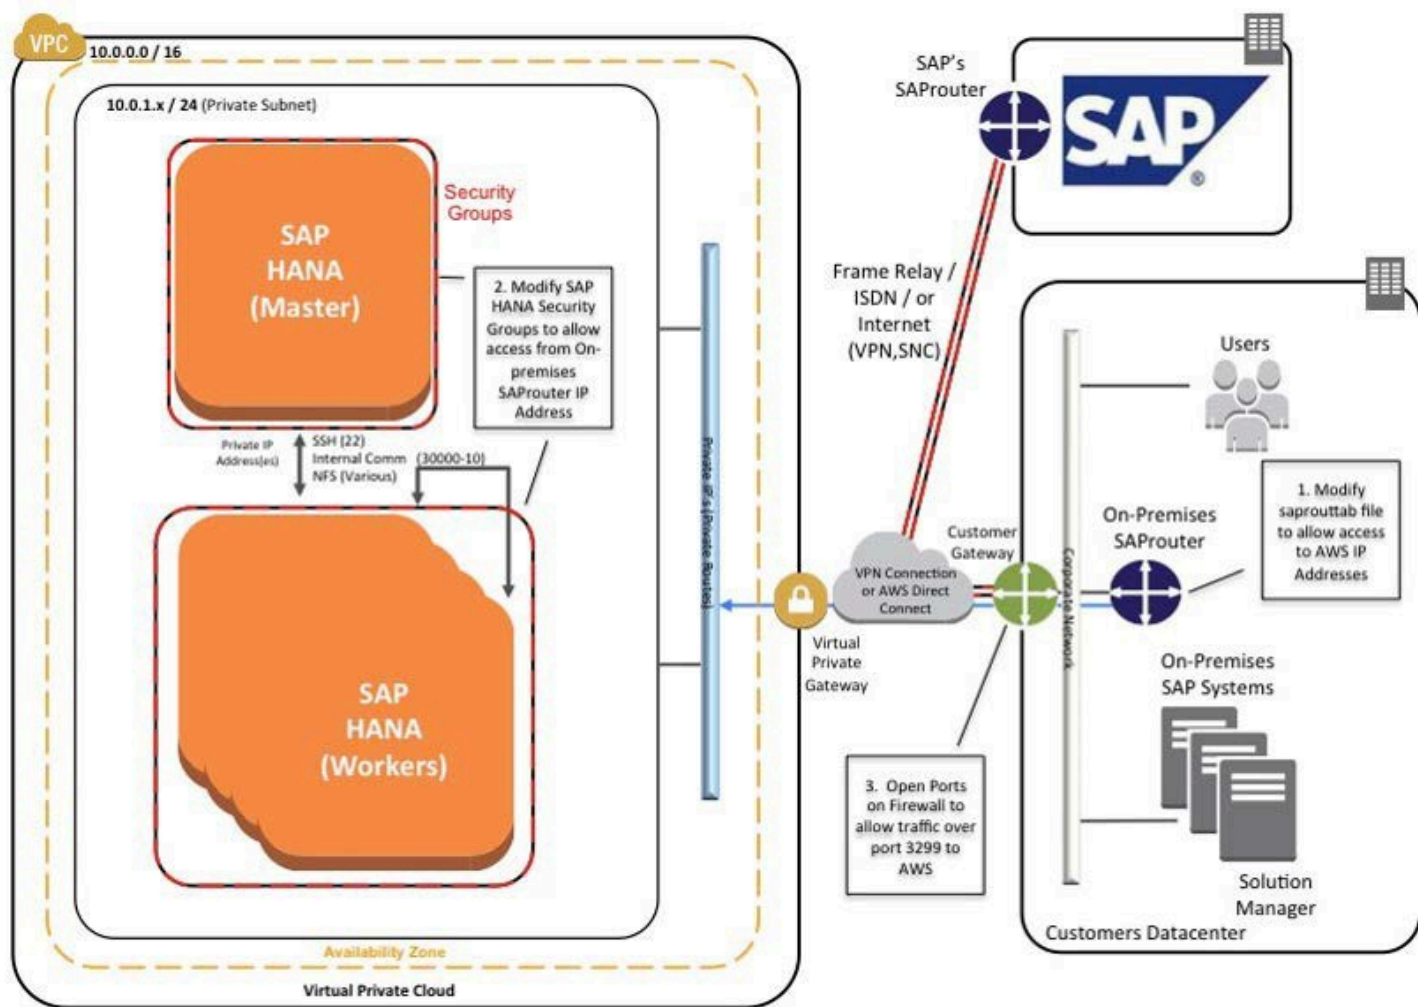 VPC
10.0.0.0 / 16
10.0.1.x / 24 (Private Subnet)
SAP
HANA
(Master)
Security
Groups
2. Modify SAP
HANA Security
Groups to allow
access from On-
premises
SAProuter IP
Address
Private IP
Address(es)
SSH (22)
Internal Comm (30000-10)
NFS (Various)
SAP
HANA
(Workers)
Private IP's (Private Routes)
Availability Zone
Virtual Private Cloud
SAP's
SAProuter
SAP
®
Frame Relay /
ISDN / or
Internet
(VPN,SNC)
VPN Connection
or AWS Direct
Connect
Virtual
Private
Gateway
Customer
Gateway
Corporate Network
Users
1. Modify
saprouttab file
to allow access
to AWS IP
Addresses
On-Premises
SAProuter
On-Premises
SAP Systems
3. Open Ports
on Firewall to
allow traffic over
port 3299 to
AWS
Solution
Manager
Customers Datacenter